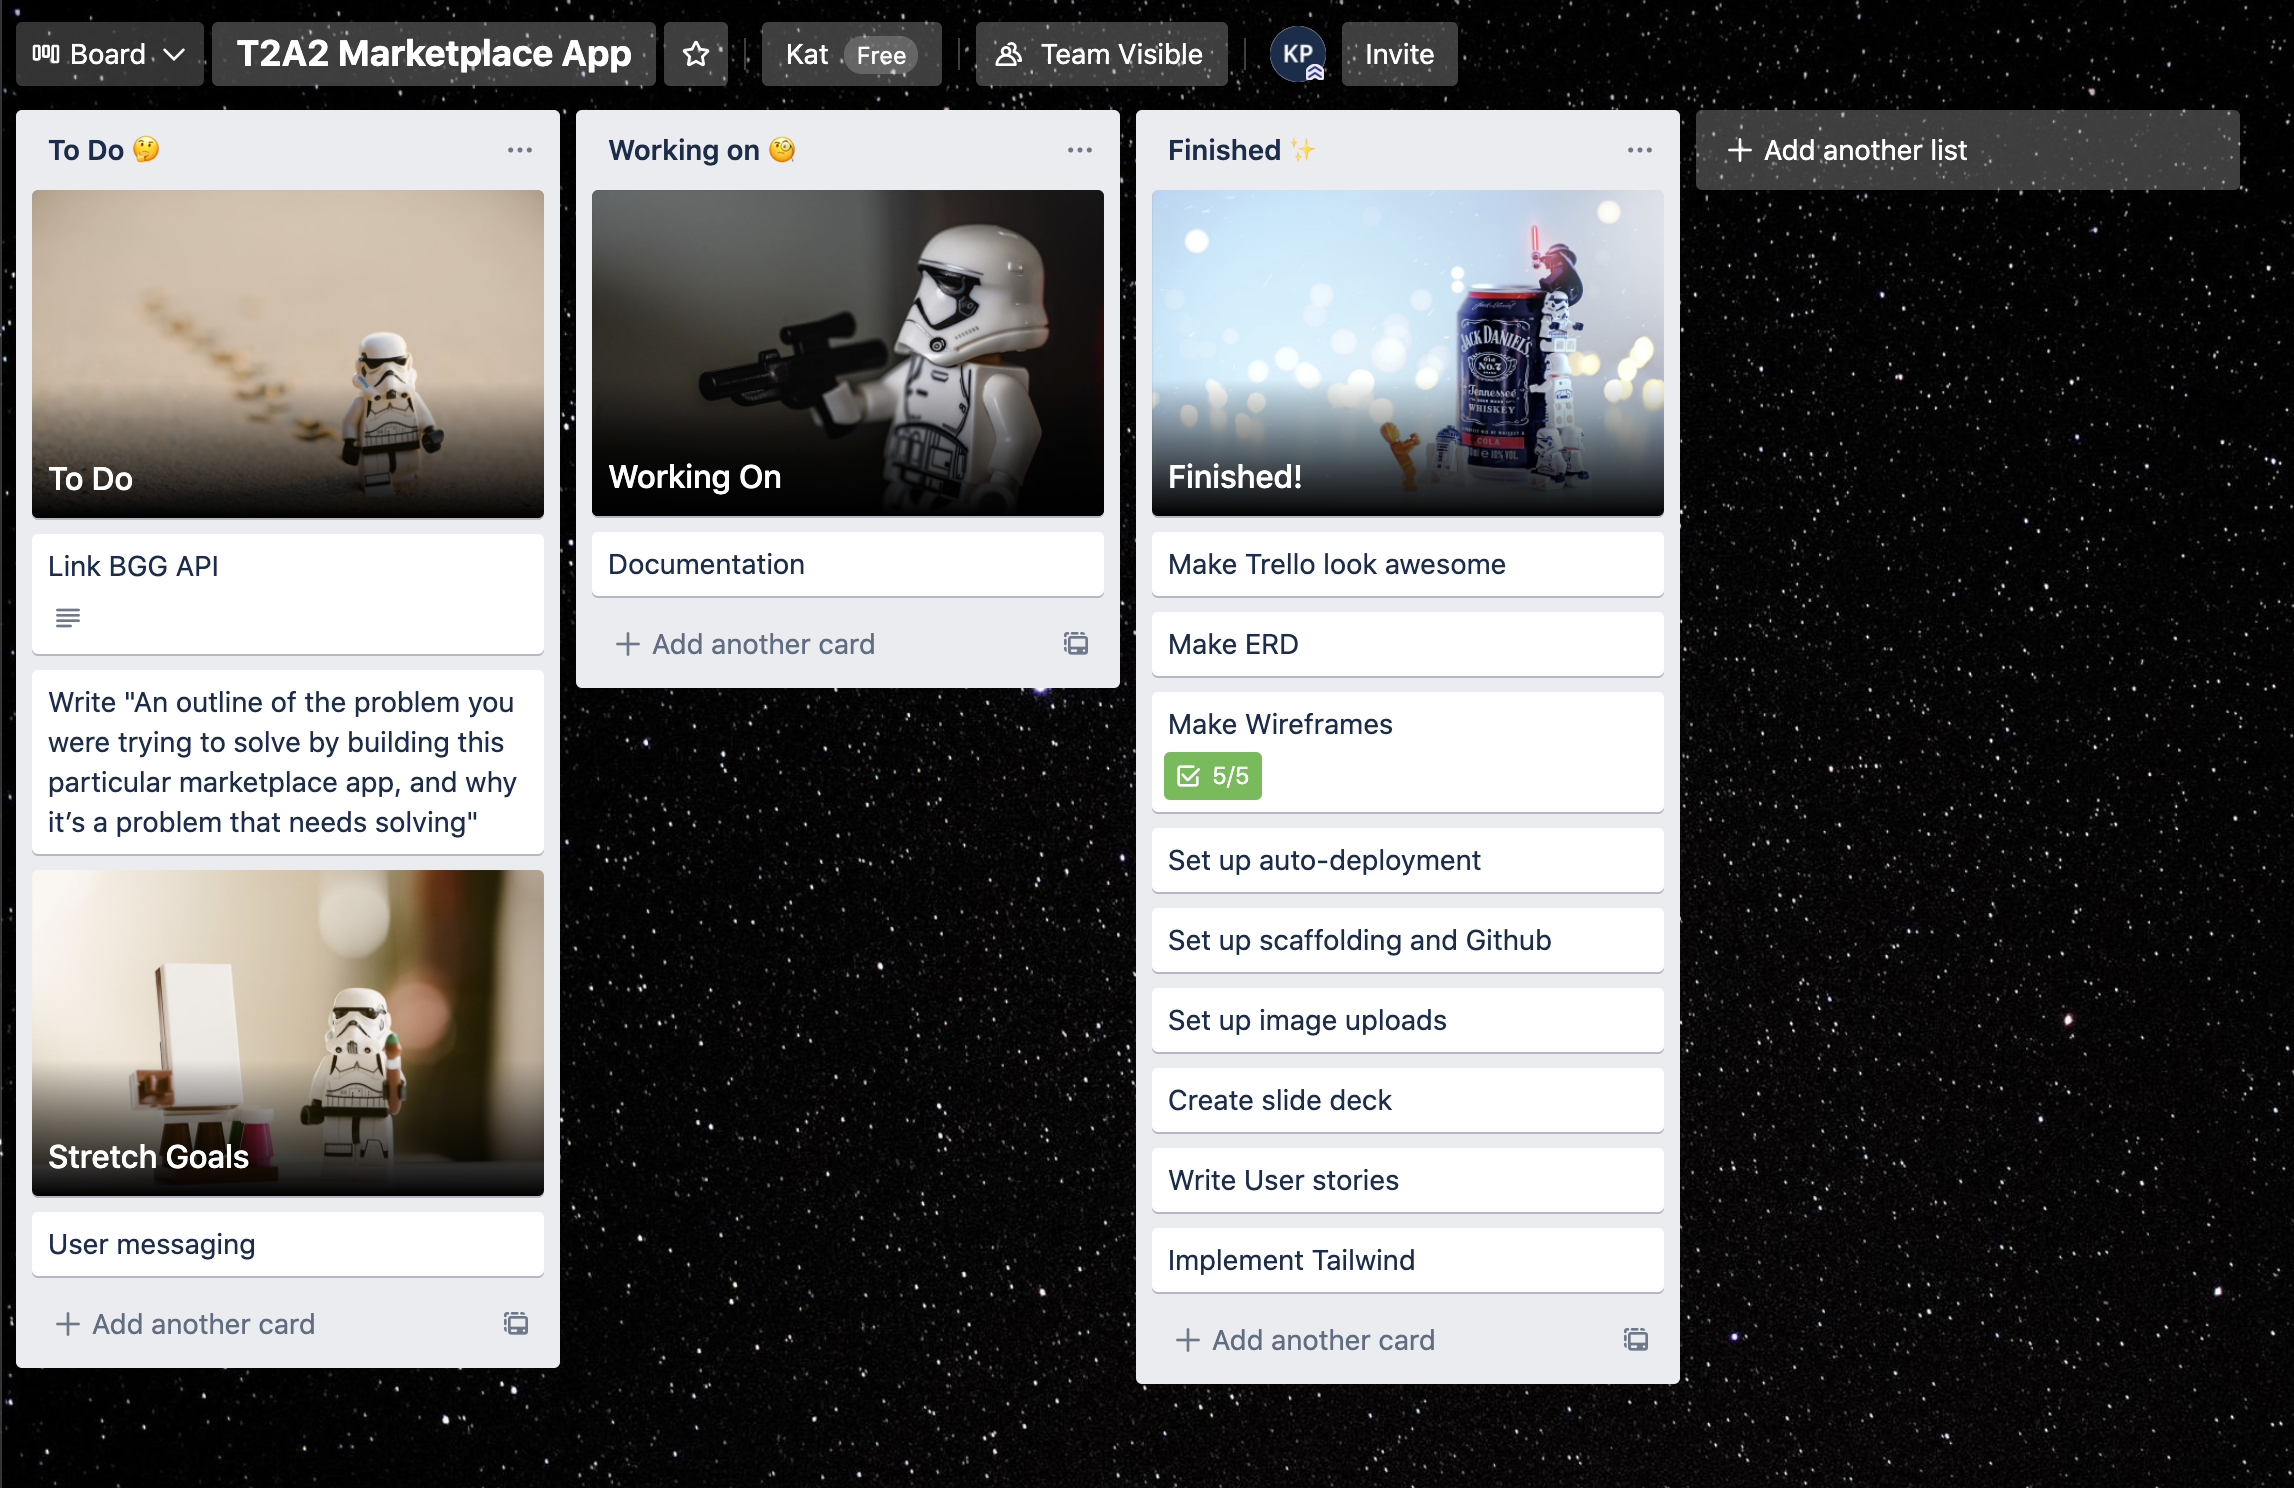 Board
T2A2 Marketplace App
Kat Free
Team Visible
KP
Invite
To Do 🤔
To Do
Link BGG API
Write "An outline of the problem you
were trying to solve by building this
particular marketplace app, and why
it’s a problem that needs solving"
Stretch Goals
User messaging
+ Add another card
Working on 🧐
Working On
Documentation
+ Add another card
Finished ✨
JACK DANIEL'S
Old
No.7
Tennessee
WHISKEY
COLA
10% VOL.
Finished!
Make Trello look awesome
Make ERD
Make Wireframes
5/5
Set up auto-deployment
Set up scaffolding and Github
Set up image uploads
Create slide deck
Write User stories
Implement Tailwind
+ Add another card
+ Add another list